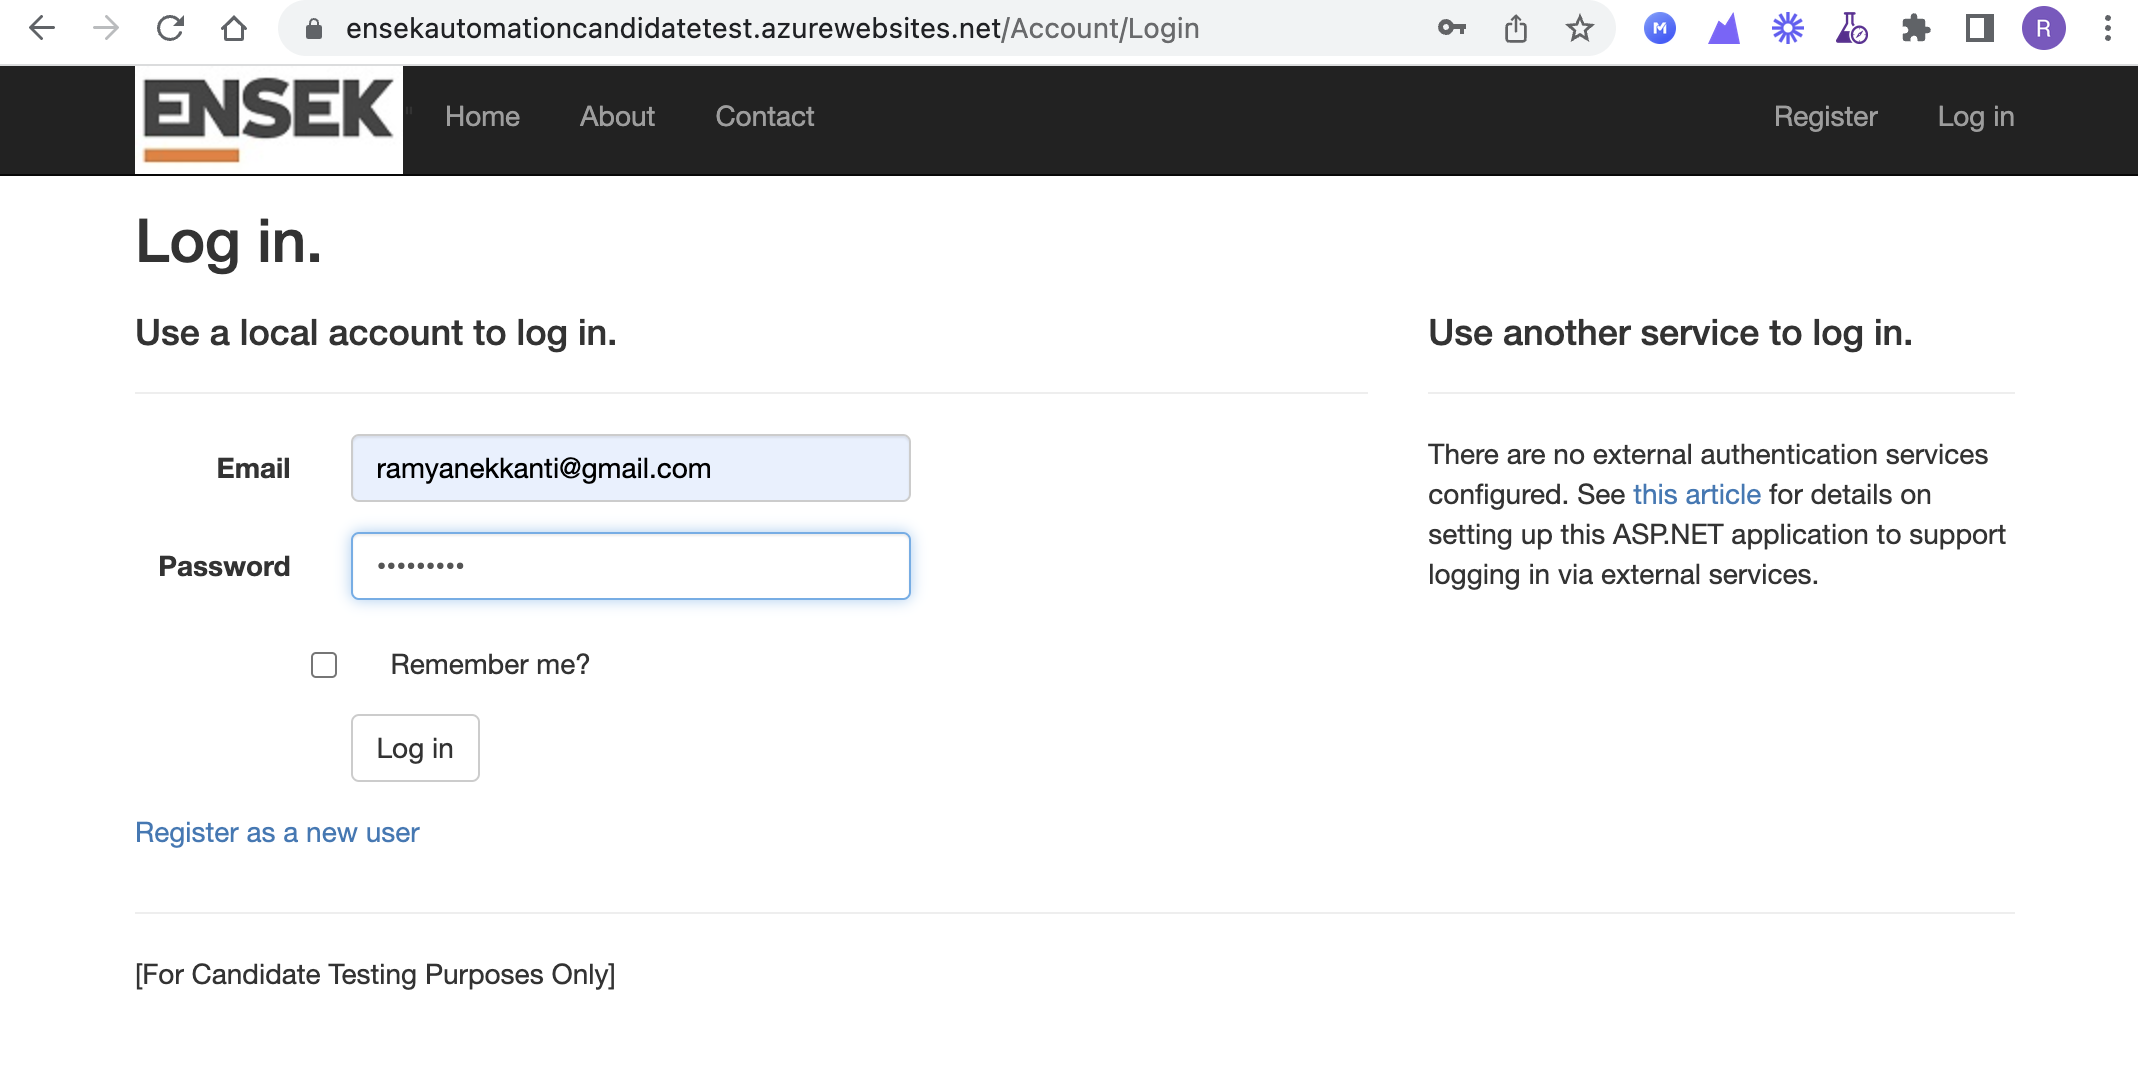 ensekautomationcandidatetest.azurewebsites.net/Account/Login
M
R
ENSEK
" Home About Contact Register Log in
Log in.
Use a local account to log in.
Email ramyanekkanti@gmail.com
Password •••••••••
Remember me?
Log in
Register as a new user
Use another service to log in.
There are no external authentication services
configured. See this article for details on
setting up this ASP.NET application to support
logging in via external services.
[For Candidate Testing Purposes Only]